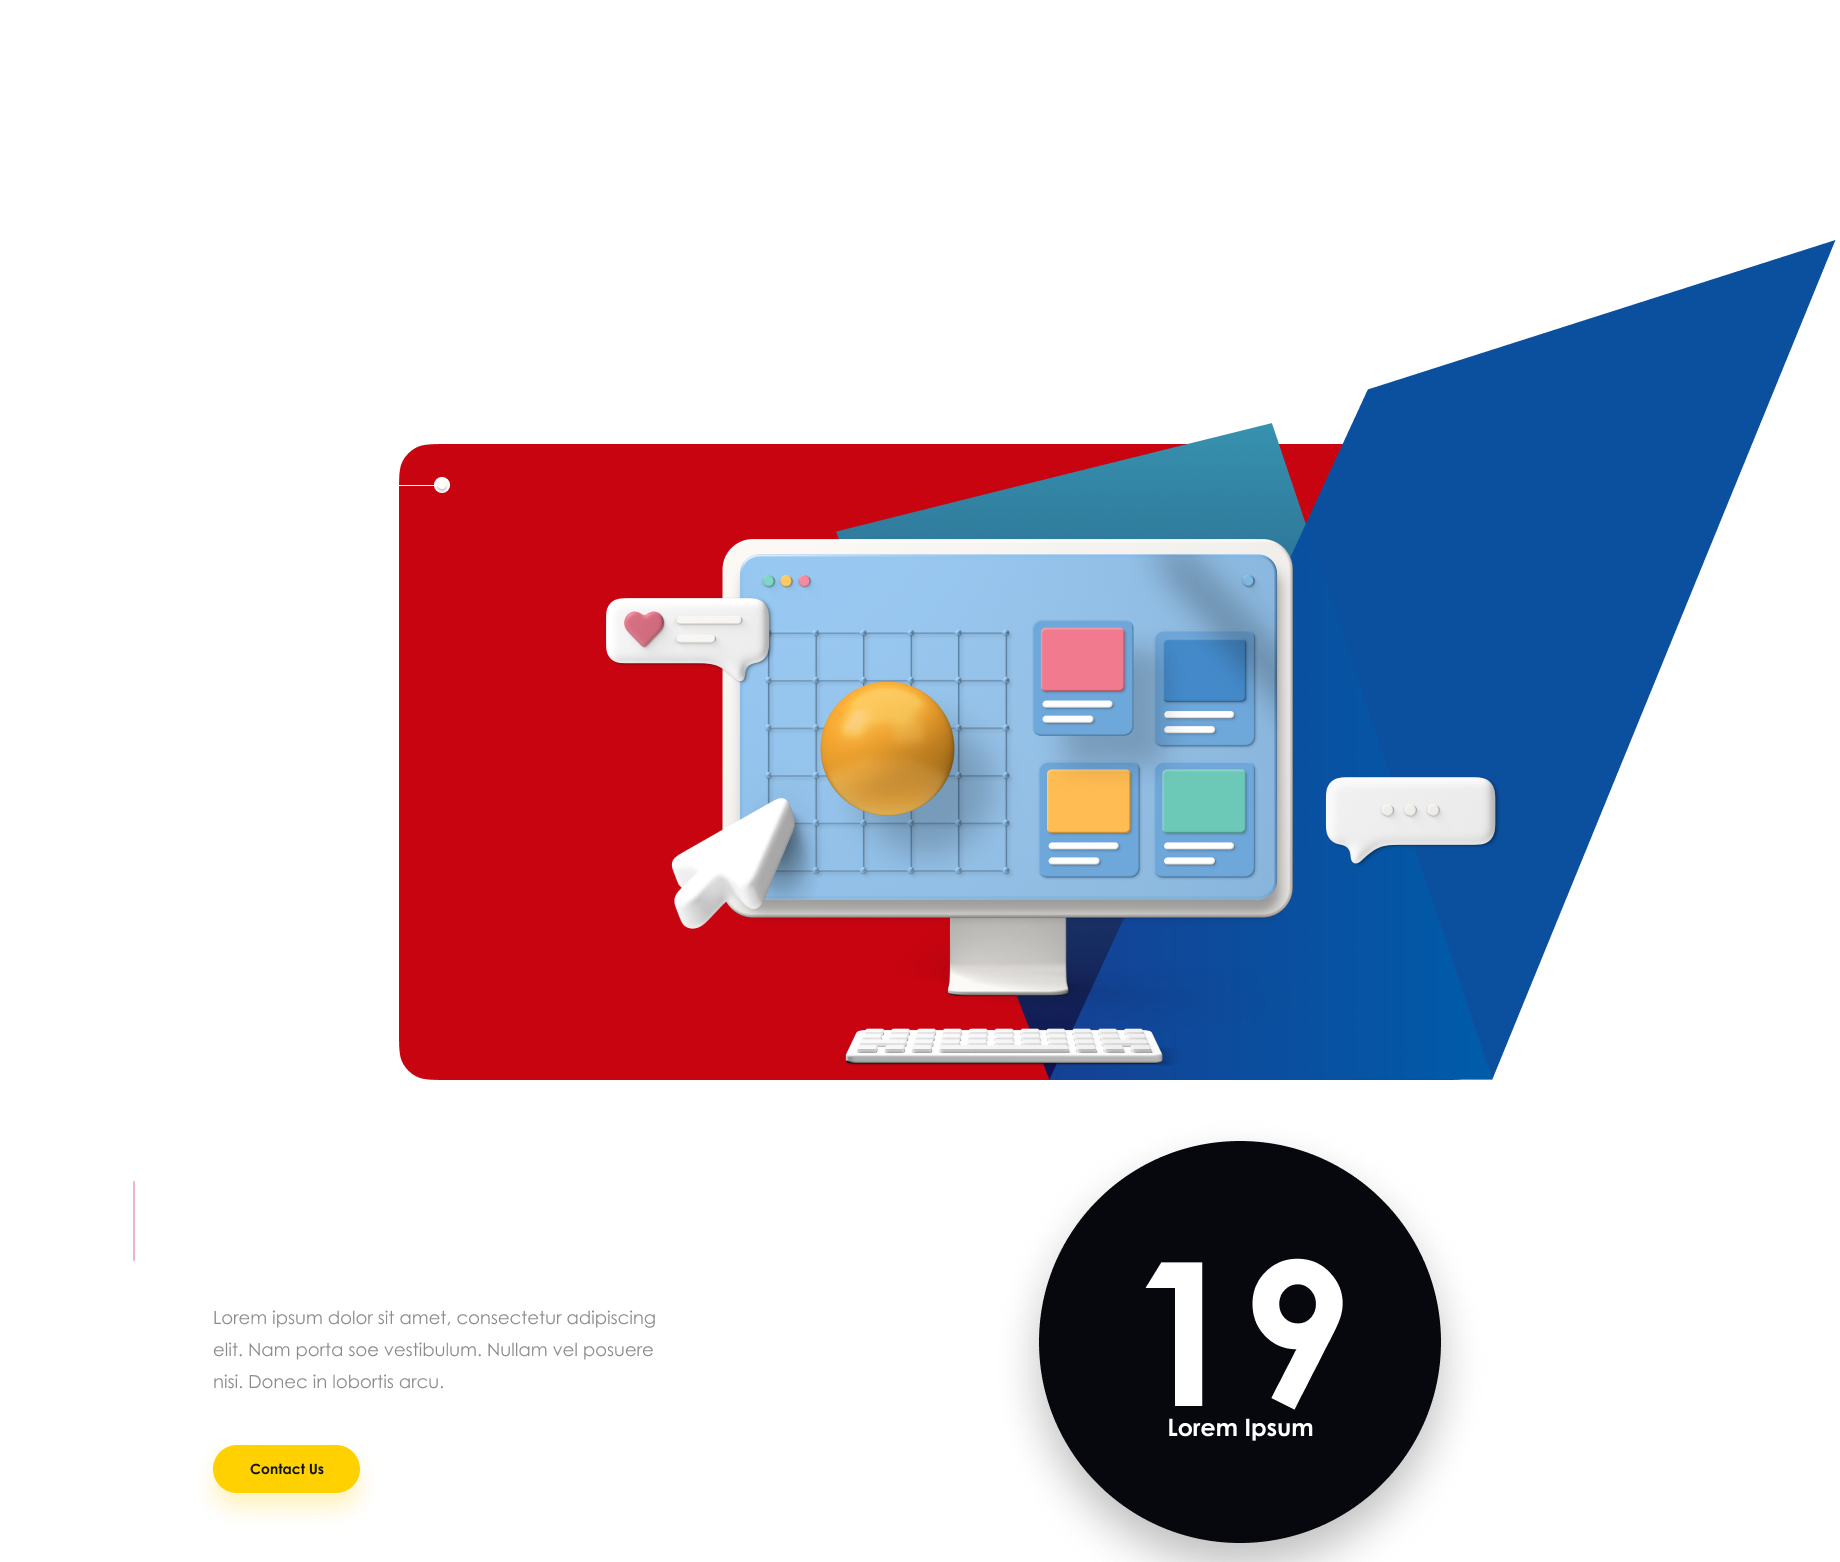 Lorem ipsum dolor sit amet, consectetur adipiscing
elit. Nam porta soe vestibulum. Nullam vel posuere
nisi. Donec in lobortis arcu.
Contact Us
19
Lorem Ipsum